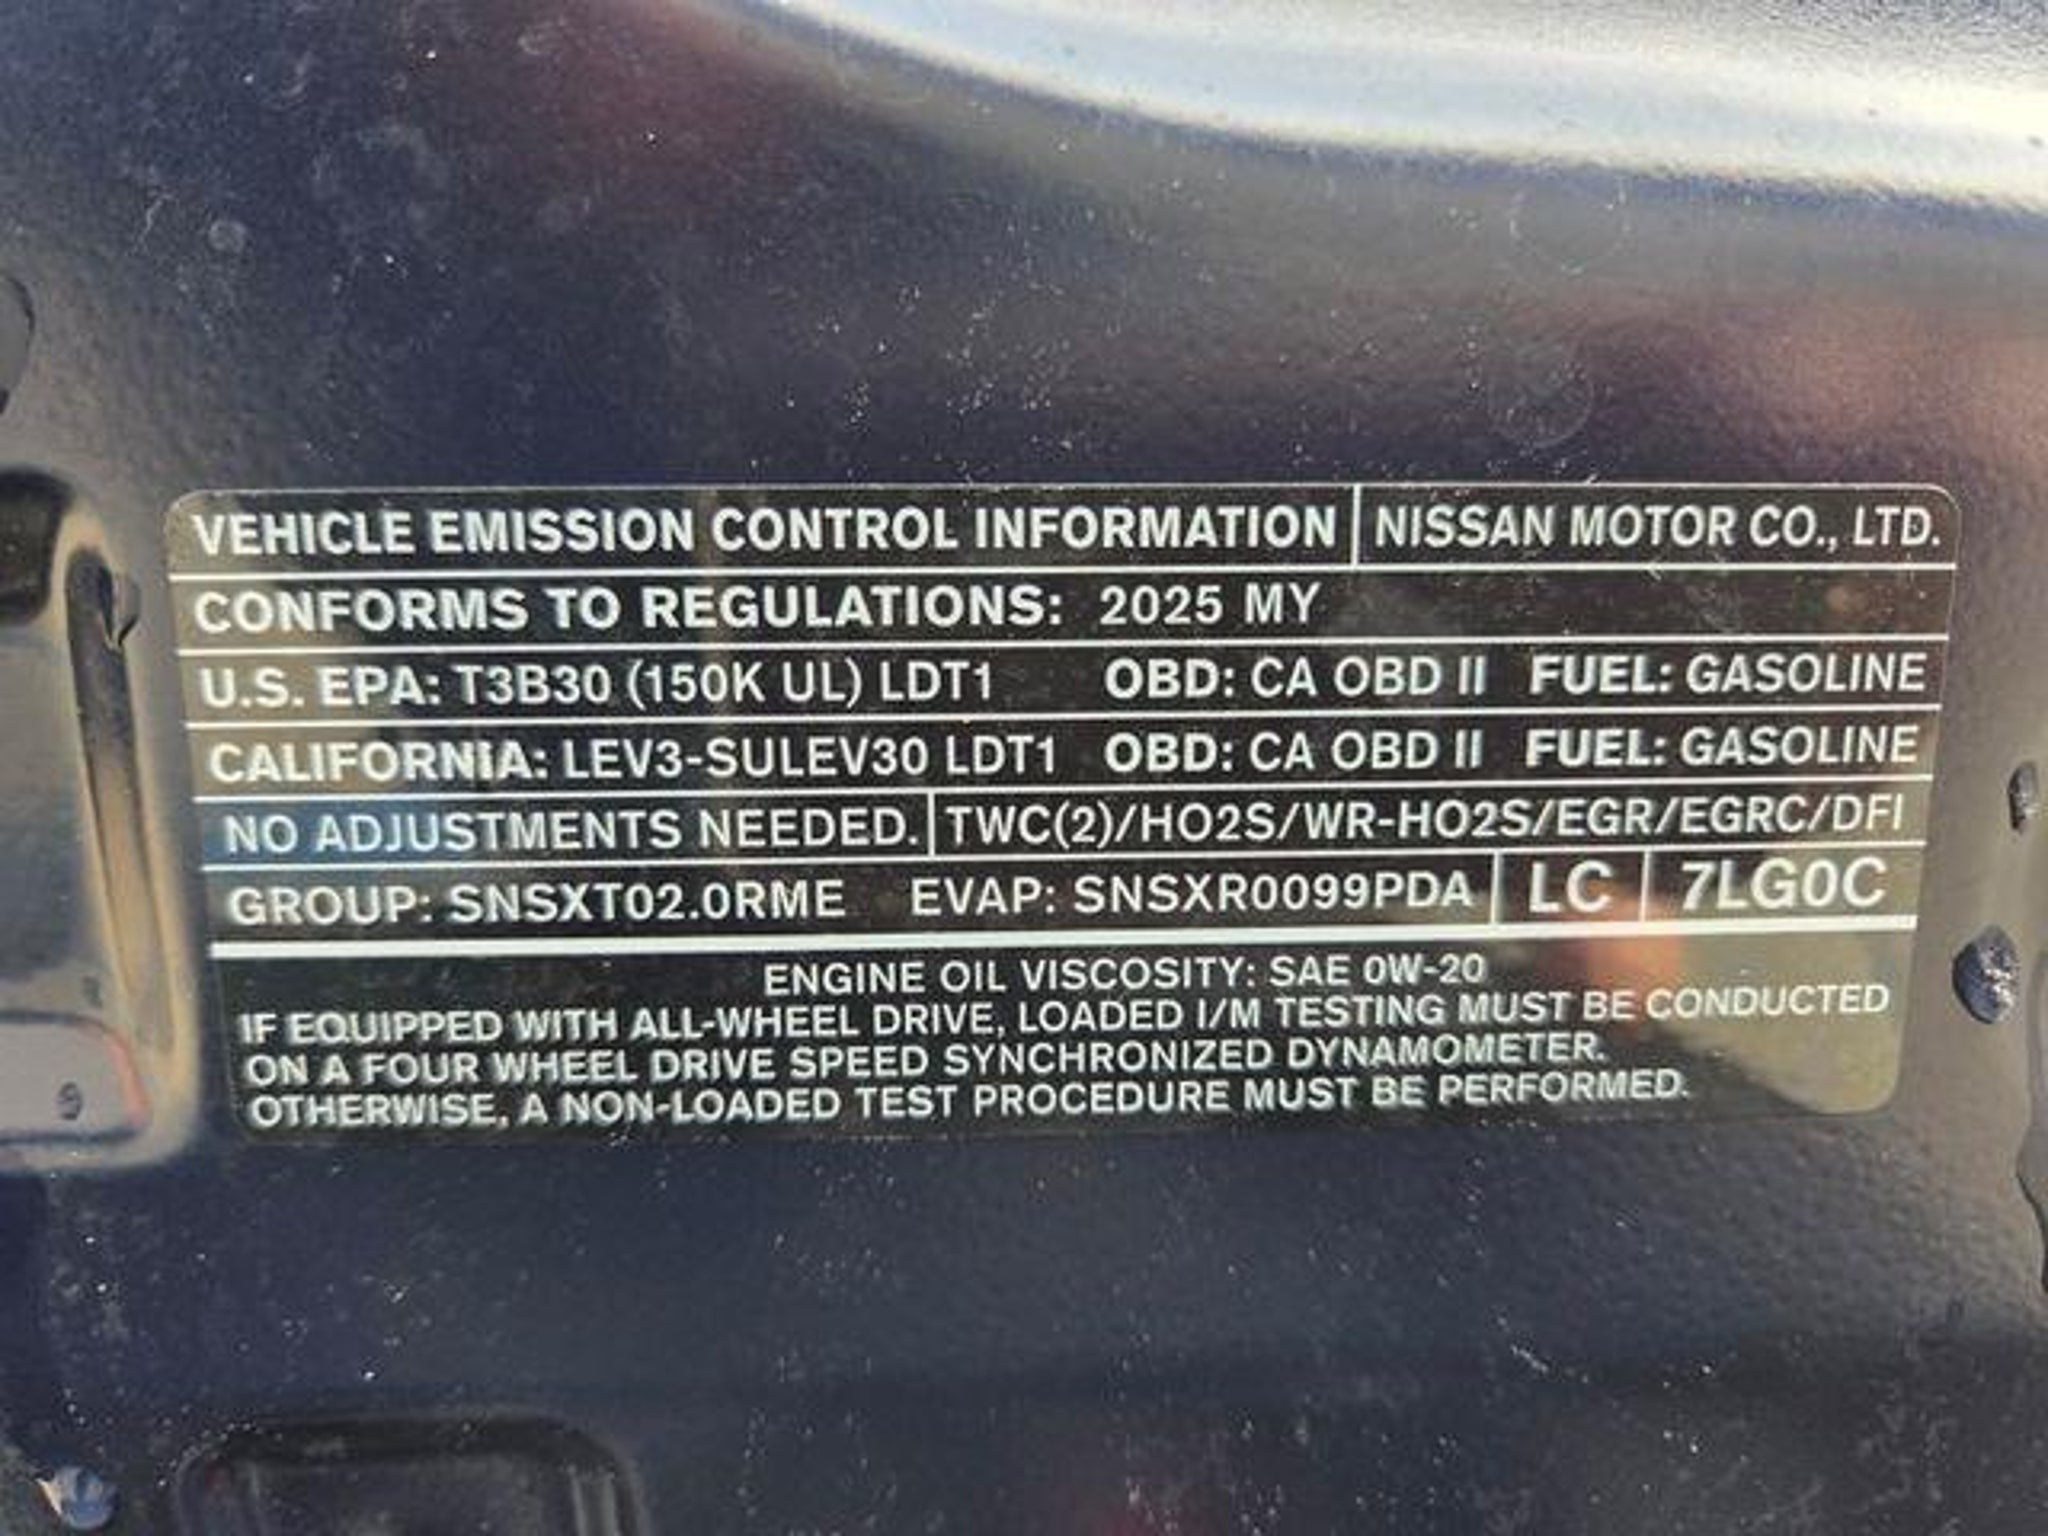 VEHICLE EMISSION CONTROL INFORMATION NISSAN MOTOR CO., LTD.
CONFORMS TO REGULATIONS: 2025 MY
U.S. EPA: T3B30 (150K UL) LDT1 OBD: CA OBD II FUEL: GASOLINE
CALIFORNIA: LEV3-SULEV30 LDT1 OBD: CA OBD II FUEL: GASOLINE
NO ADJUSTMENTS NEEDED. TWC(2)/HO2S/WR-HO2S/EGR/EGRC/DFI
GROUP: SNSXT02.0RME EVAP: SNSXR0099PDA LC 7LG0C
ENGINE OIL VISCOSITY: SAE 0W-20
IF EQUIPPED WITH ALL-WHEEL DRIVE, LOADED I/M TESTING MUST BE CONDUCTED
ON A FOUR WHEEL DRIVE SPEED SYNCHRONIZED DYNAMOMETER.
OTHERWISE, A NON-LOADED TEST PROCEDURE MUST BE PERFORMED.